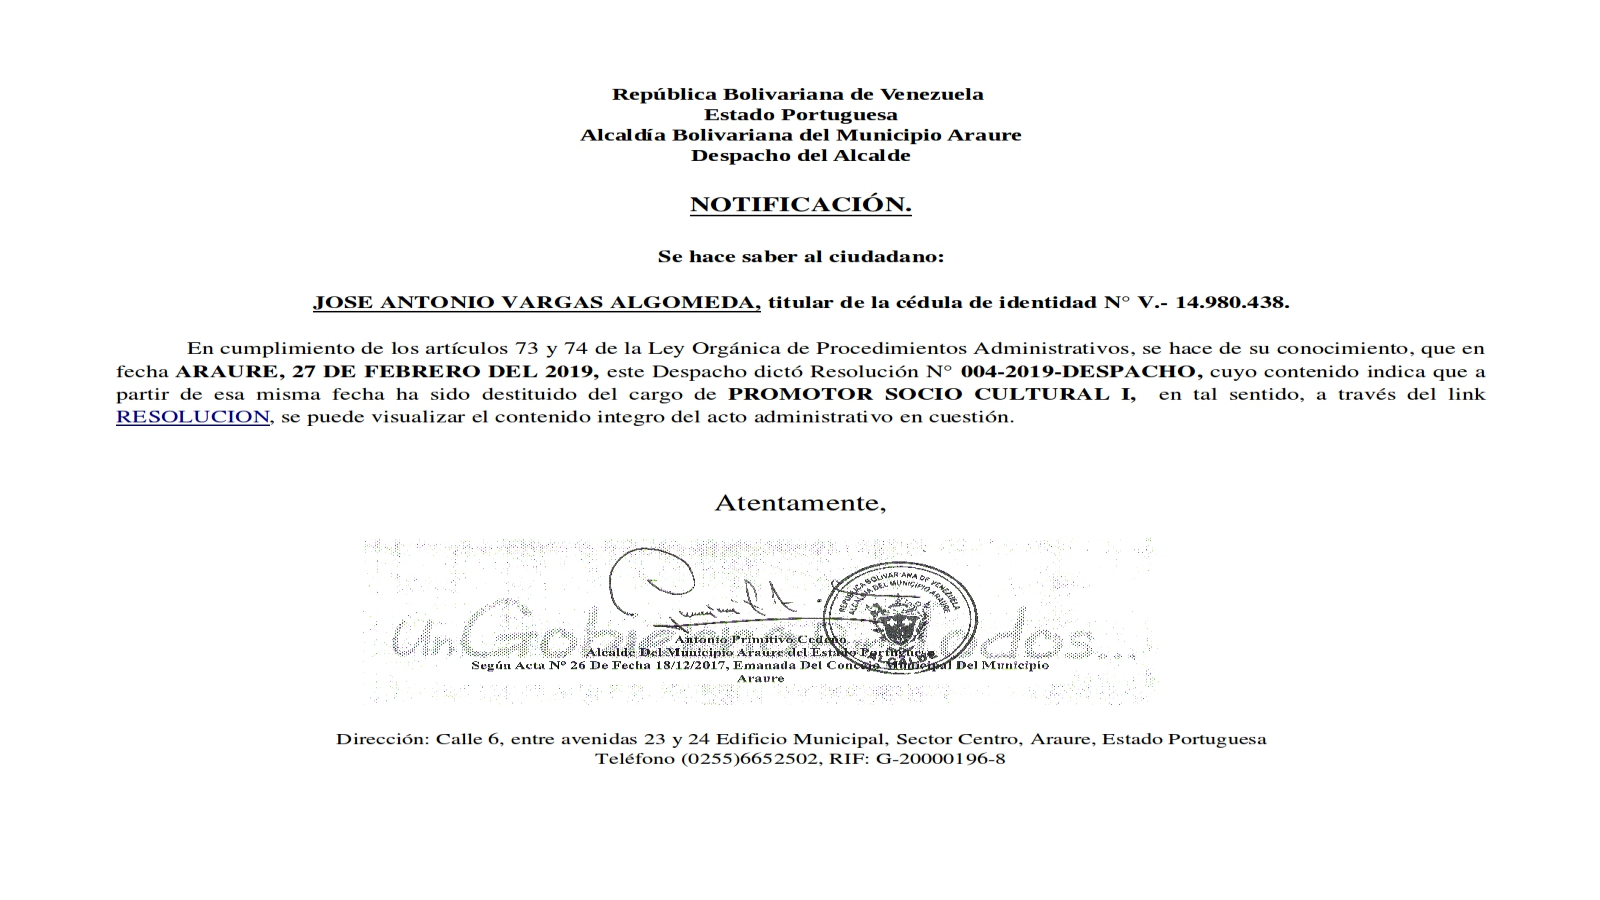 República Bolivariana de Venezuela
Estado Portuguesa
Alcaldía Bolivariana del Municipio Araure
Despacho del Alcalde
NOTIFICACIÓN.
Se hace saber al ciudadano:
JOSE ANTONIO VARGAS ALGOMEDA, titular de la cédula de identidad N° V.- 14.980.438.
En cumplimiento de los artículos 73 y 74 de la Ley Orgánica de Procedimientos Administrativos, se hace de su conocimiento, que en
fecha ARAURE, 27 DE FEBRERO DEL 2019, este Despacho dictó Resolución N° 004-2019-DESPACHO, cuyo contenido indica que a
partir de esa misma fecha ha sido destituido del cargo de PROMOTOR SOCIO CULTURAL I, en tal sentido, a través del link
RESOLUCION, se puede visualizar el contenido integro del acto administrativo en cuestión.
Atentamente,
REPÚBLICA BOLIVARIANA DE VENEZUELA
ALCALDIA DEL MUNICIPIO ARAURE
ALCALDE
Un Gobierno Todos...
Antonio Primitivo Cedeño
Alcalde Del Municipio Araure del Estado Portuguesa
Según Acta Nº 26 De Fecha 18/12/2017, Emanada Del Concejo Municipal Del Municipio
Araure
Dirección: Calle 6, entre avenidas 23 y 24 Edificio Municipal, Sector Centro, Araure, Estado Portuguesa
Teléfono (0255)6652502, RIF: G-20000196-8